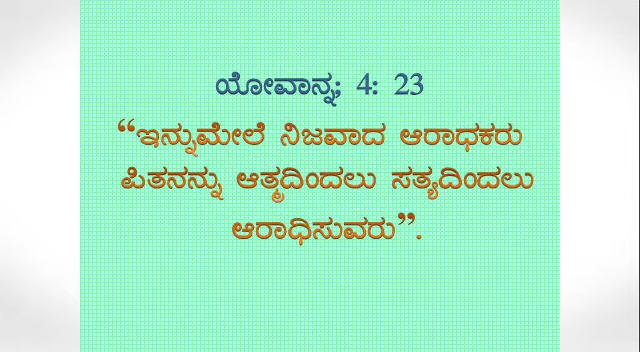 ಯೋವಾನ್ನ; 4: 23
“ಇನ್ನುಮೇಲೆ ನಿಜವಾದ ಆರಾಧಕರು
ಪಿತನನ್ನು ಆತ್ಮದಿಂದಲು ಸತ್ಯದಿಂದಲು
ಆರಾಧಿಸುವರು”.